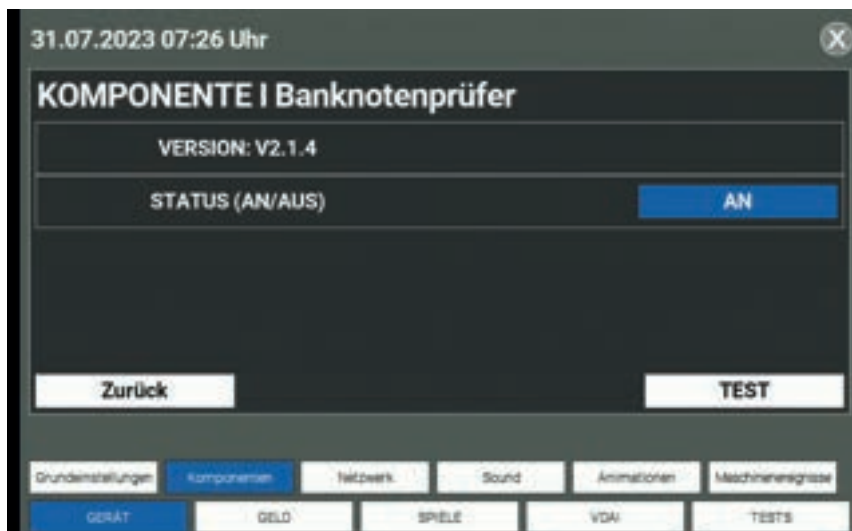 31.07.2023 07:26 Uhr
X
KOMPONENTE I Banknotenprüfer
VERSION: V2.1.4
STATUS (AN/AUS) AN
Zurück TEST
Grundeinstellungen Komponenten Netzwerk Sound Animationen Maschinenereignisse
GERÄT GELD SPIELE VDAI TESTS